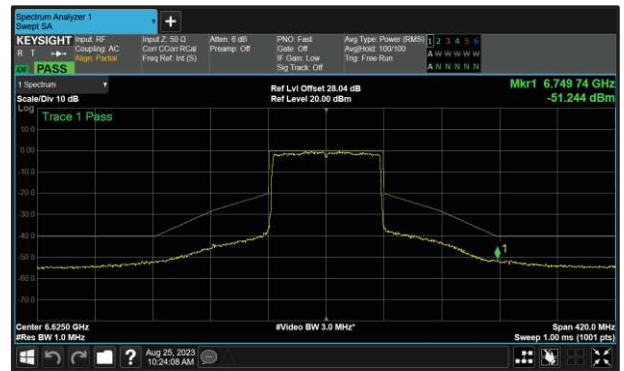 Spectrum Analyzer 1
Swept SA
+
KEYSIGHT
R T
PASS
Input: RF
Coupling: AC
Align: Partial
Input Z: 50 Ω
Corr CCorr RCal
Freq Ref: Int (S)
Atten: 6 dB
Preamp: Off
PNO: Fast
Gate: Off
IF Gain: Low
Sig Track: Off
Avg Type: Power (RMS)
Avg|Hold: 100/100
Trig: Free Run
1 2 3 4 5 6
A W W W W W
A N N N N N
1 Spectrum
Scale/Div 10 dB
Ref Lvl Offset 28.04 dB
Ref Level 20.00 dBm
Mkr1 6.749 74 GHz
-51.244 dBm
Log
Trace 1 Pass
10.0
0.00
-10.0
-20.0
-30.0
-40.0
-50.0
-60.0
-70.0
1
Center 6.6250 GHz
#Res BW 1.0 MHz
#Video BW 3.0 MHz*
Span 420.0 MHz
Sweep 1.00 ms (1001 pts)
?
Aug 25, 2023
10:24:08 AM